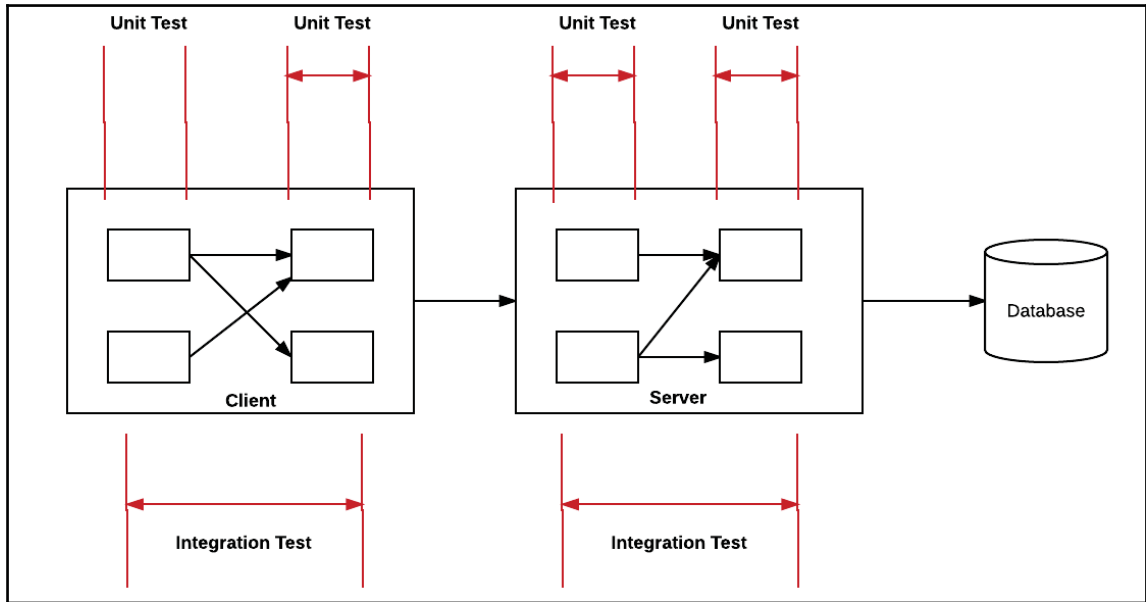 Unit Test
Unit Test
Unit Test
Unit Test
Client
Server
Database
Integration Test
Integration Test